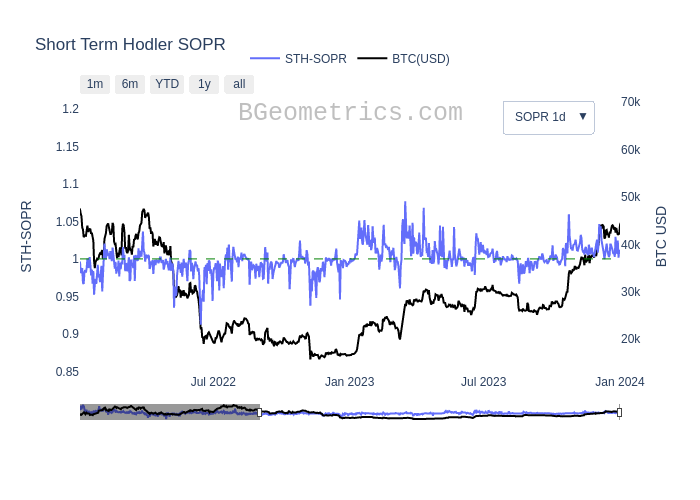 Short Term Hodler SOPR
STH-SOPR
BTC(USD)
1m
6m
YTD
1y
all
BGeometrics.com
SOPR 1d
1.2
1.15
1.1
1.05
1
0.95
0.9
0.85
STH-SOPR
70k
60k
50k
40k
30k
20k
BTC USD
Jul 2022
Jan 2023
Jul 2023
Jan 2024